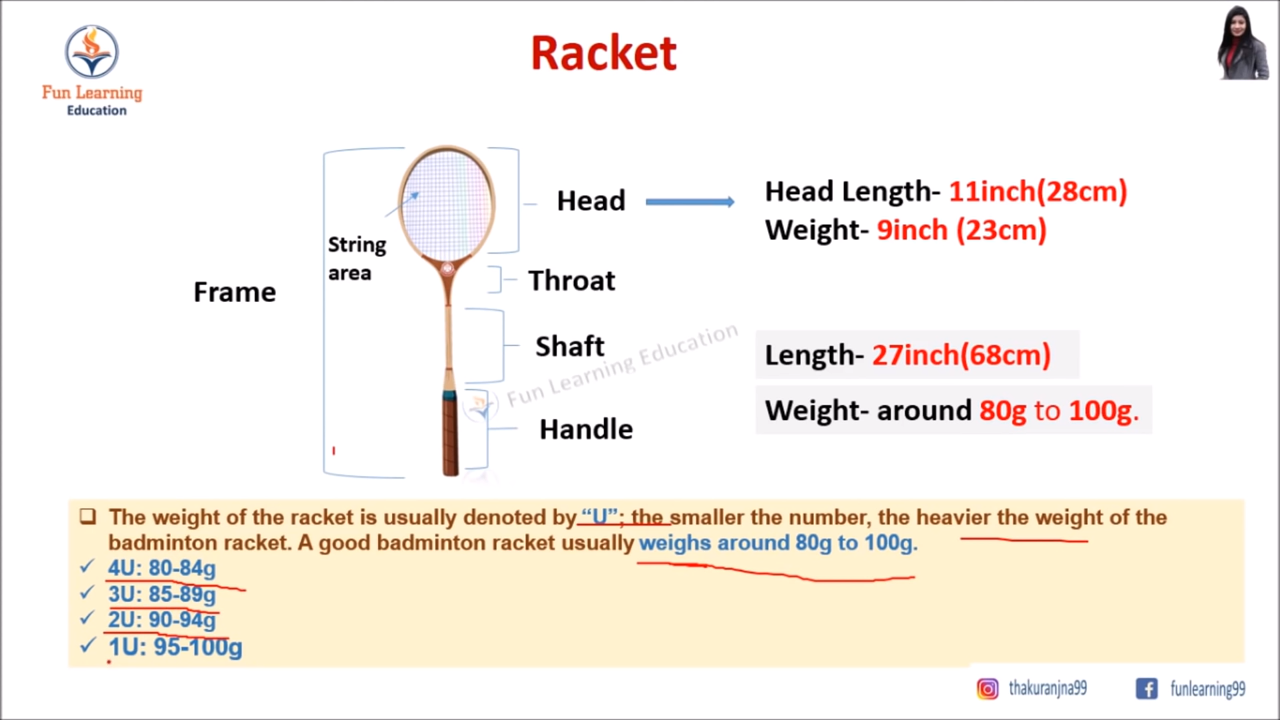 Racket
Fun Learning
Education
Head
Head Length- 11inch(28cm)
Weight- 9inch (23cm)
String
area
Frame
Throat
Shaft
Fun Learning Education
Length- 27inch(68cm)
Weight- around 80g to 100g.
Handle
The weight of the racket is usually denoted by “U”; the smaller the number, the heavier the weight of the
badminton racket. A good badminton racket usually weighs around 80g to 100g.
4U: 80-84g
3U: 85-89g
2U: 90-94g
1U: 95-100g
thakuranjna99
funlearning99